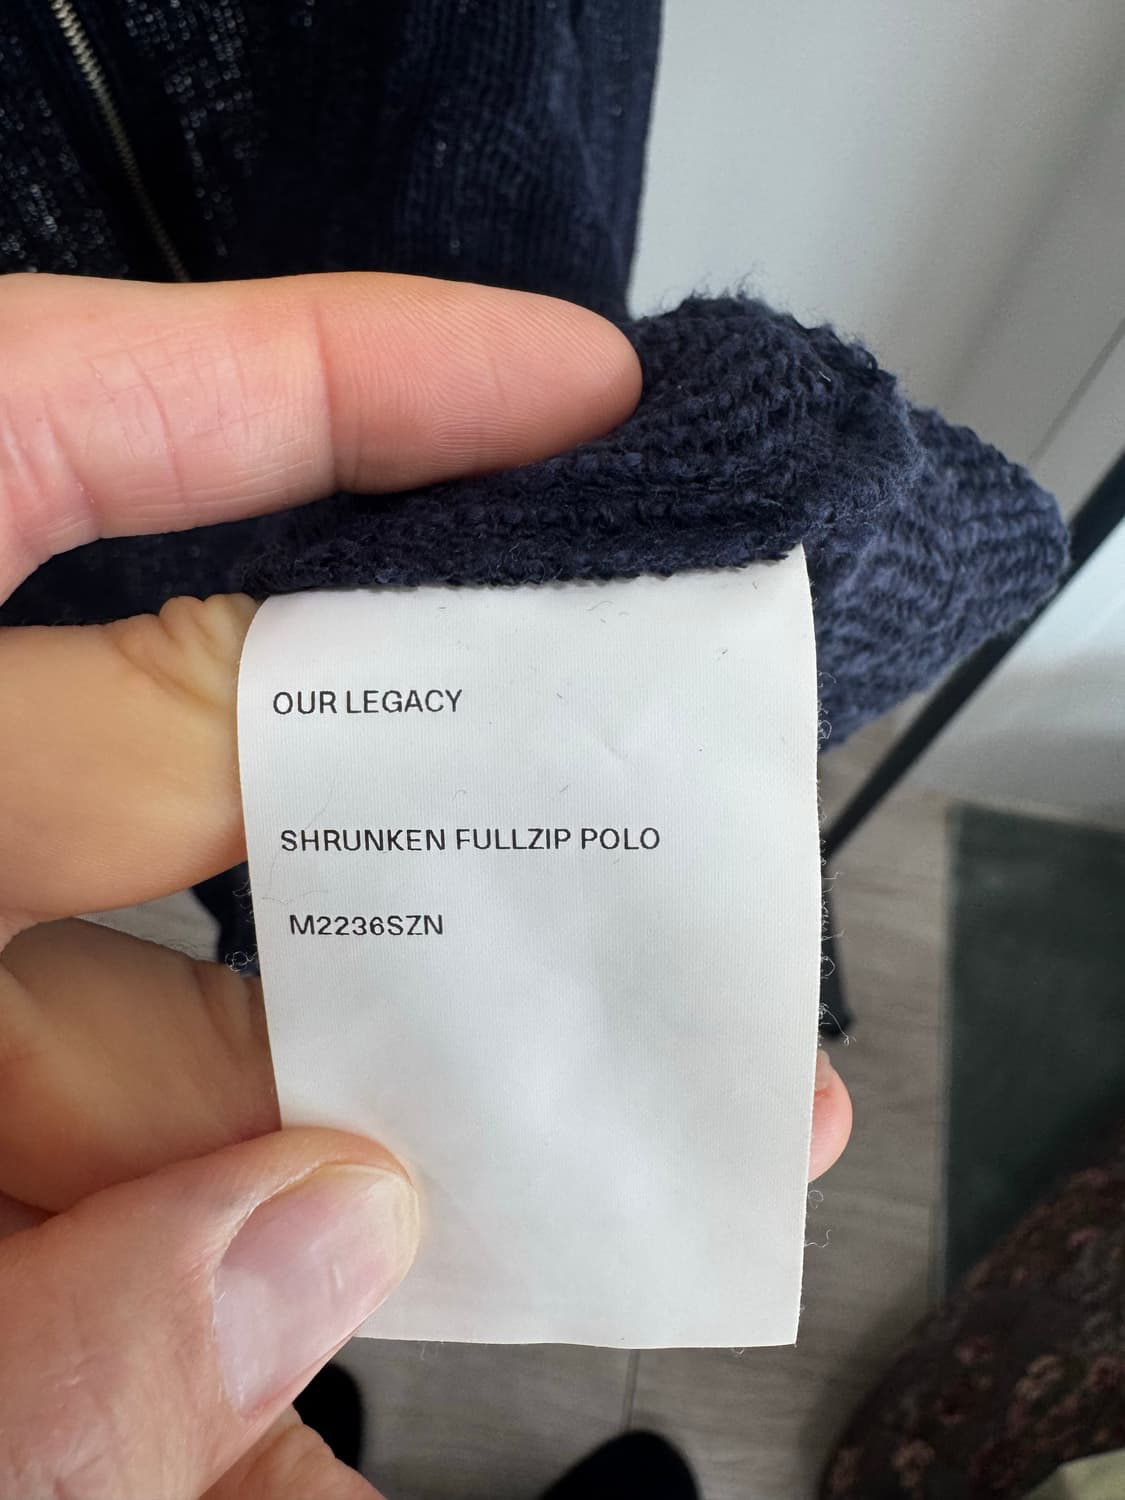 OUR LEGACY
SHRUNKEN FULLZIP POLO
M2236SZN